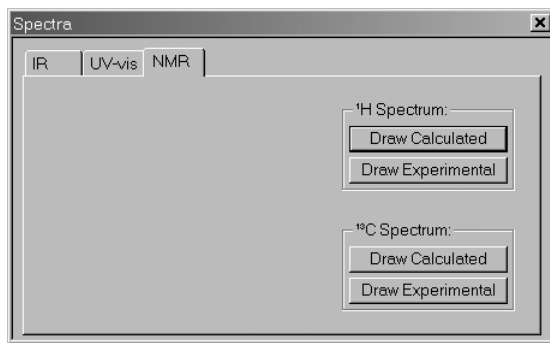 Spectra
IR UV-vis NMR
¹H Spectrum:
Draw Calculated
Draw Experimental
¹³C Spectrum:
Draw Calculated
Draw Experimental